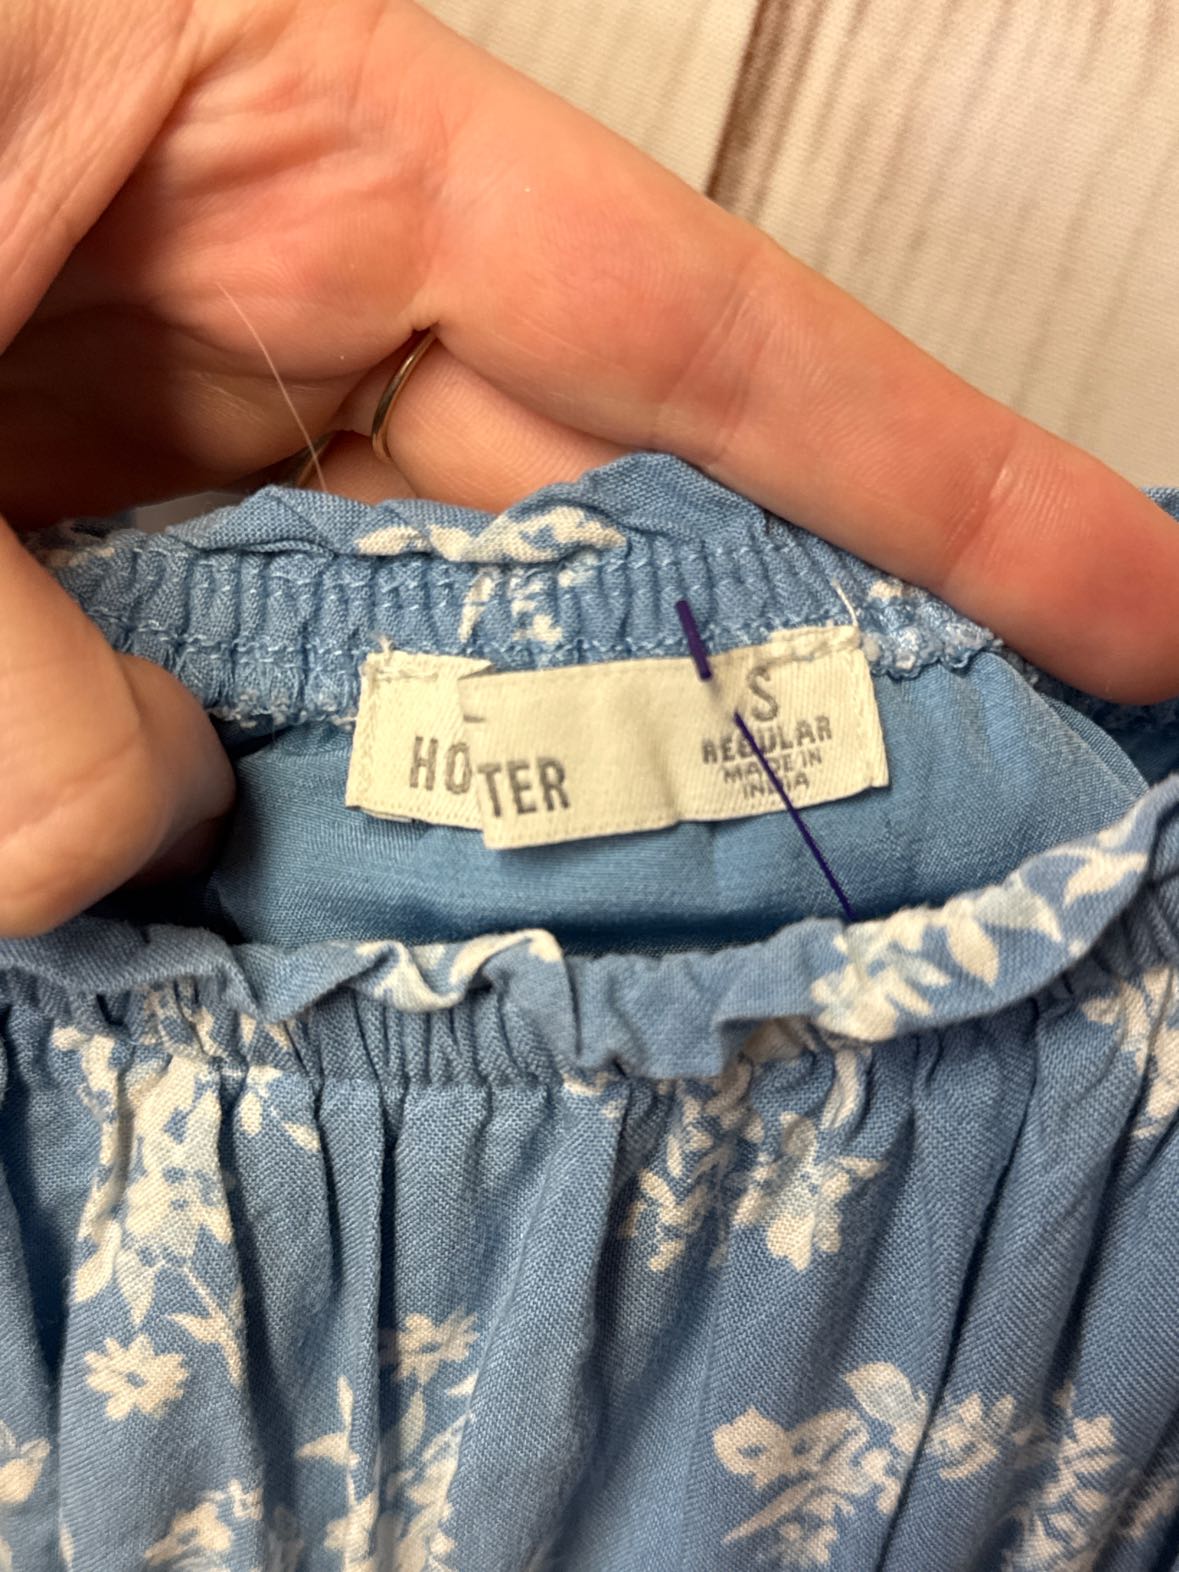 HO TER
S
REGULAR
MADE IN
INDIA